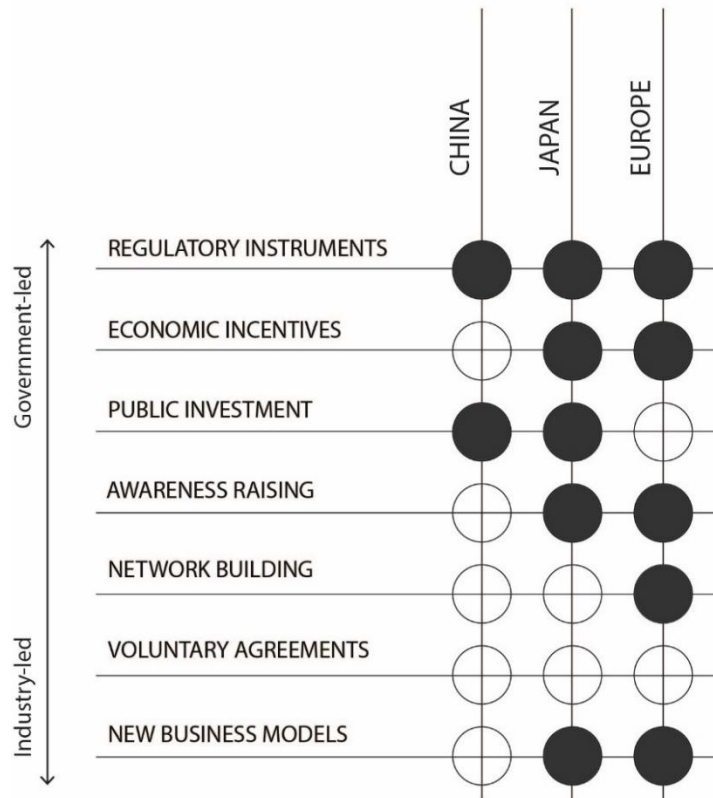 CHINA
JAPAN
EUROPE
Government-led
Industry-led
REGULATORY INSTRUMENTS
ECONOMIC INCENTIVES
PUBLIC INVESTMENT
AWARENESS RAISING
NETWORK BUILDING
VOLUNTARY AGREEMENTS
NEW BUSINESS MODELS